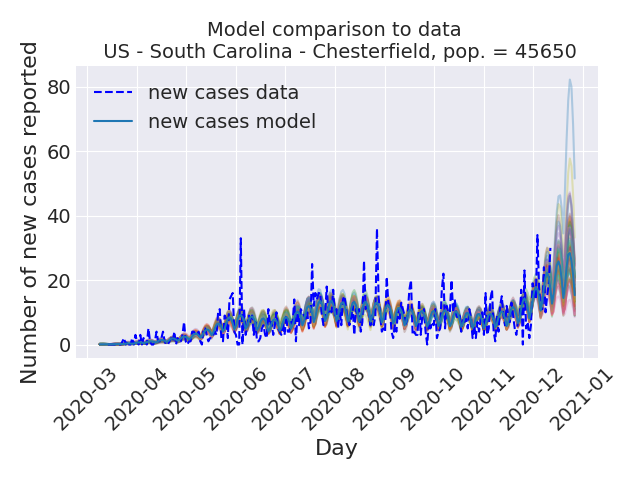 Model comparison to data
US - South Carolina - Chesterfield, pop. = 45650
Number of new cases reported
80
60
40
20
0
new cases data
new cases model
2020-03
2020-04
2020-05
2020-06
2020-07
2020-08
2020-09
2020-10
2020-11
2020-12
2021-01
Day